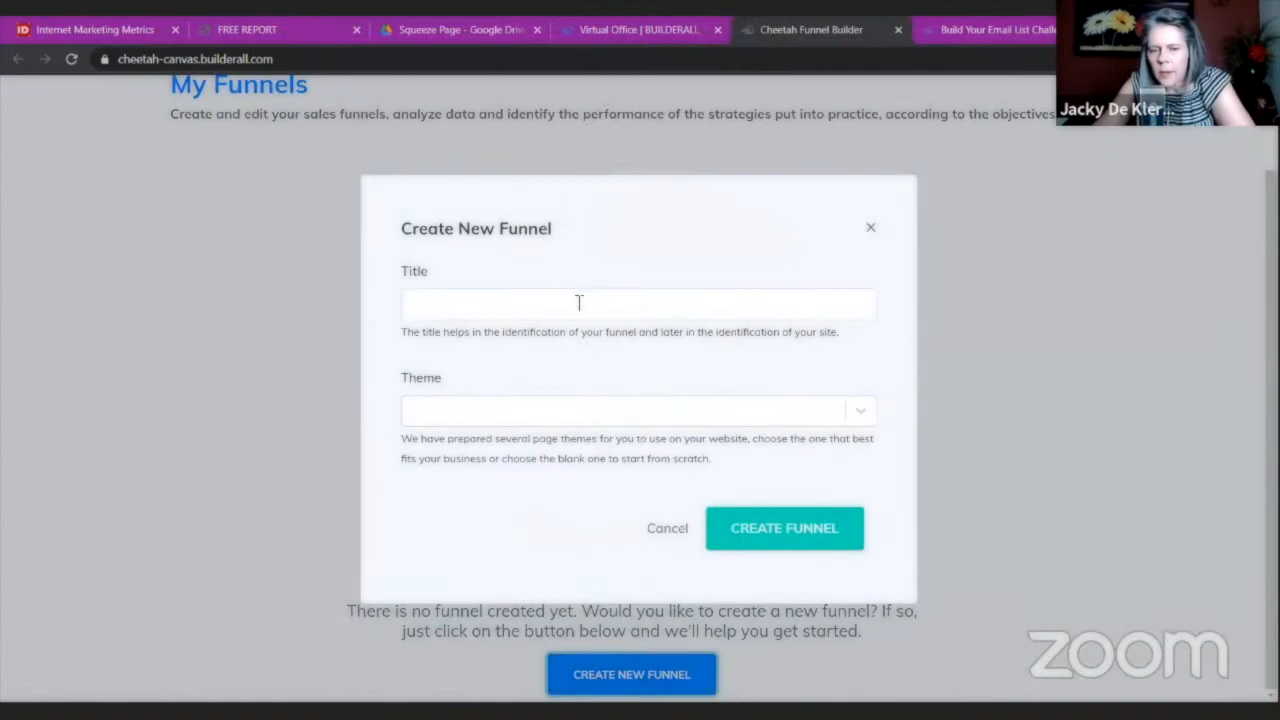 Internet Marketing Metrics
FREE REPORT
Squeeze Page - Google Driv
Virtual Office | BUILDERALL
Cheetah Funnel Builder
Build Your Email List Chall
cheetah-canvas.builderall.com
My Funnels
Create and edit your sales funnels, analyze data and identify the performance of the strategies put into practice, according to the objectives
Jacky De Kler...
Create New Funnel
Title
The title helps in the identification of your funnel and later in the identification of your site.
Theme
We have prepared several page themes for you to use on your website, choose the one that best
fits your business or choose the blank one to start from scratch.
Cancel
CREATE FUNNEL
There is no funnel created yet. Would you like to create a new funnel? If so,
just click on the button below and we'll help you get started.
CREATE NEW FUNNEL
zoom